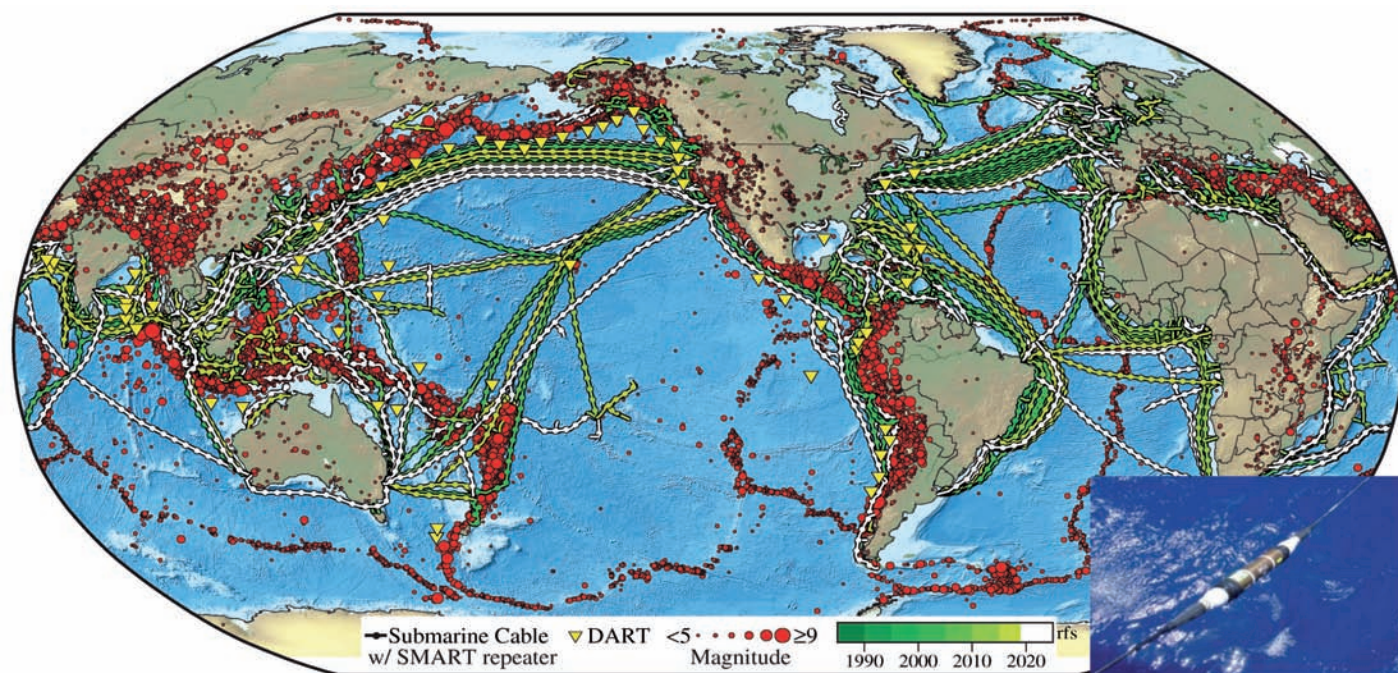 Submarine Cable
w/ SMART repeater
DART
<5
≥9
Magnitude
rfs
1990 2000 2010 2020